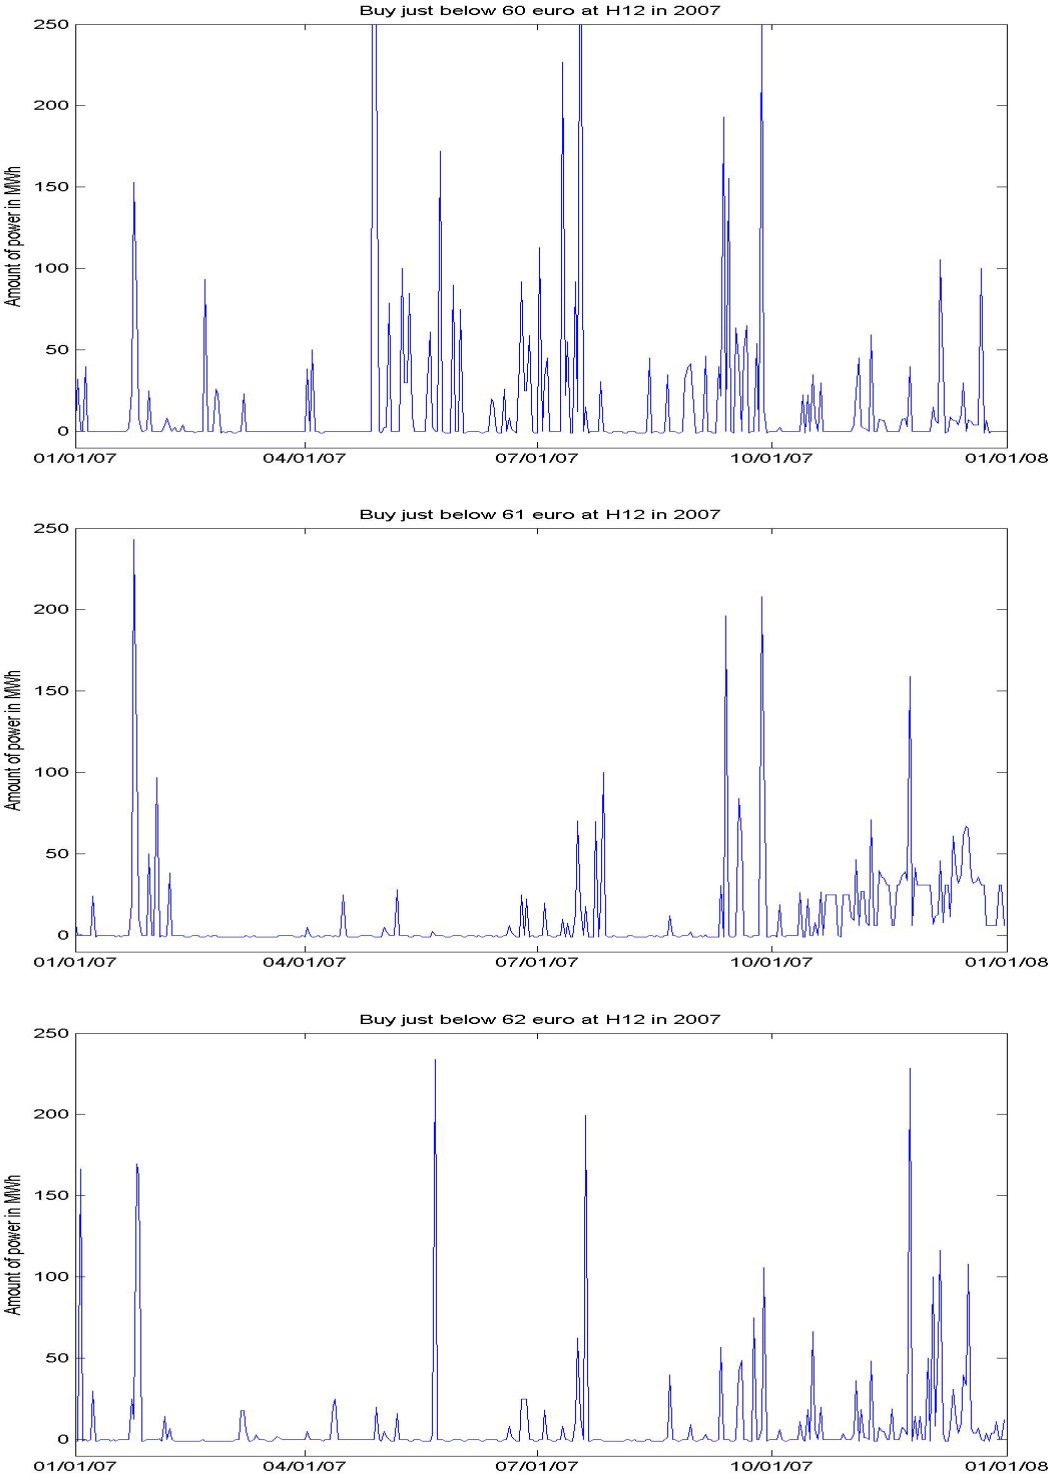 Buy just below 60 euro at H12 in 2007
250
200
150
100
50
0
Amount of power in MWh
01/01/07 04/01/07 07/01/07 10/01/07 01/01/08
Buy just below 61 euro at H12 in 2007
250
200
150
100
50
0
Amount of power in MWh
01/01/07 04/01/07 07/01/07 10/01/07 01/01/08
Buy just below 62 euro at H12 in 2007
250
200
150
100
50
0
Amount of power in MWh
01/01/07 04/01/07 07/01/07 10/01/07 01/01/08